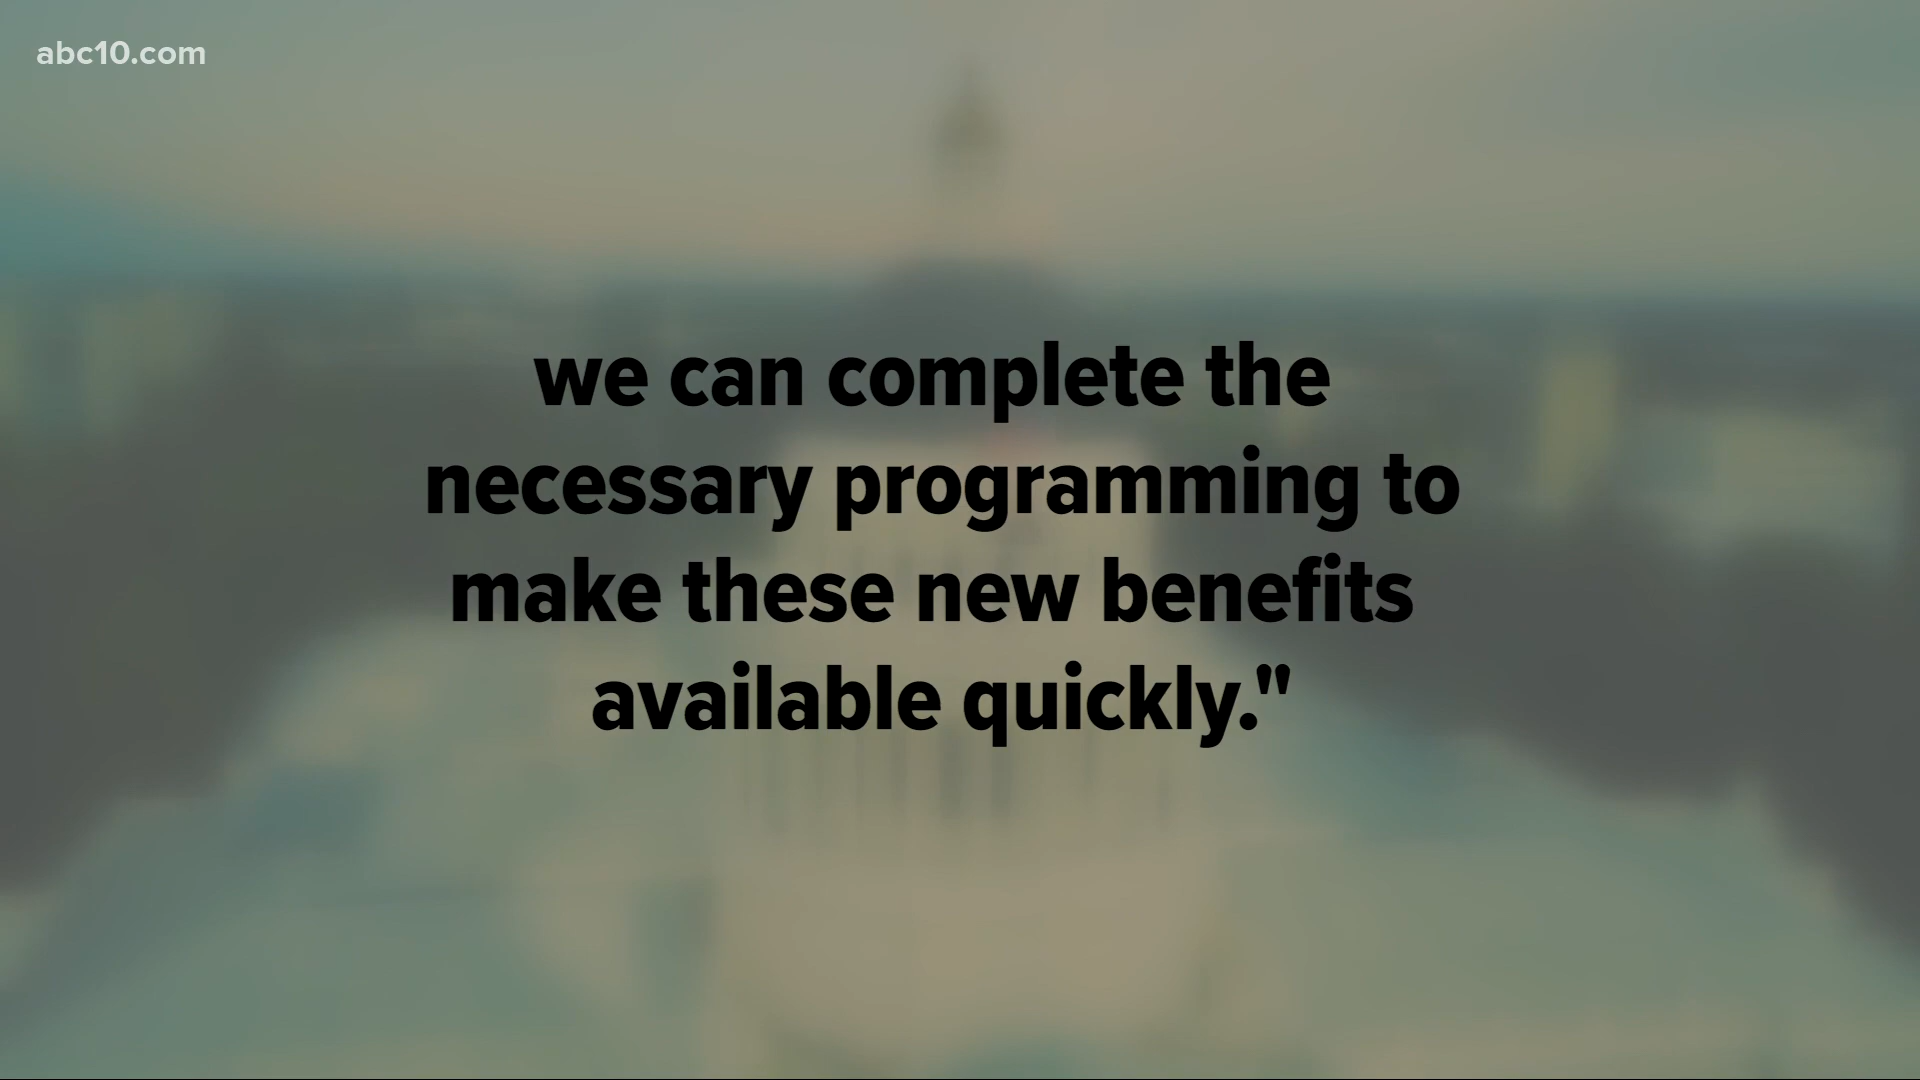 abc10.com
we can complete the
necessary programming to
make these new benefits
available quickly."